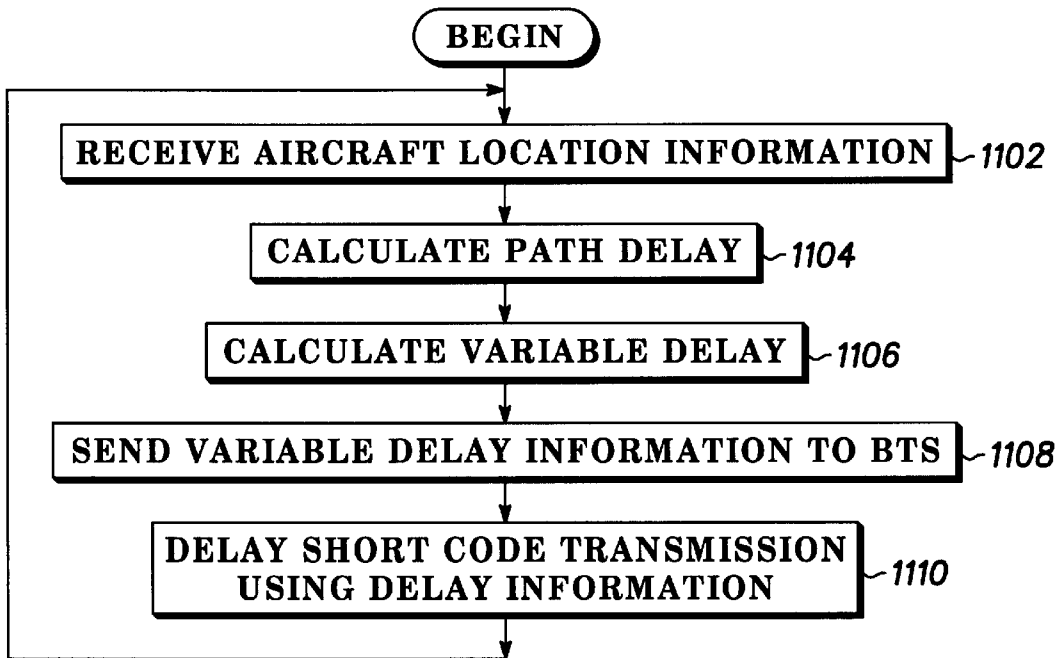 BEGIN
RECEIVE AIRCRAFT LOCATION INFORMATION
1102
CALCULATE PATH DELAY
1104
CALCULATE VARIABLE DELAY
1106
SEND VARIABLE DELAY INFORMATION TO BTS
1108
DELAY SHORT CODE TRANSMISSION
USING DELAY INFORMATION
1110